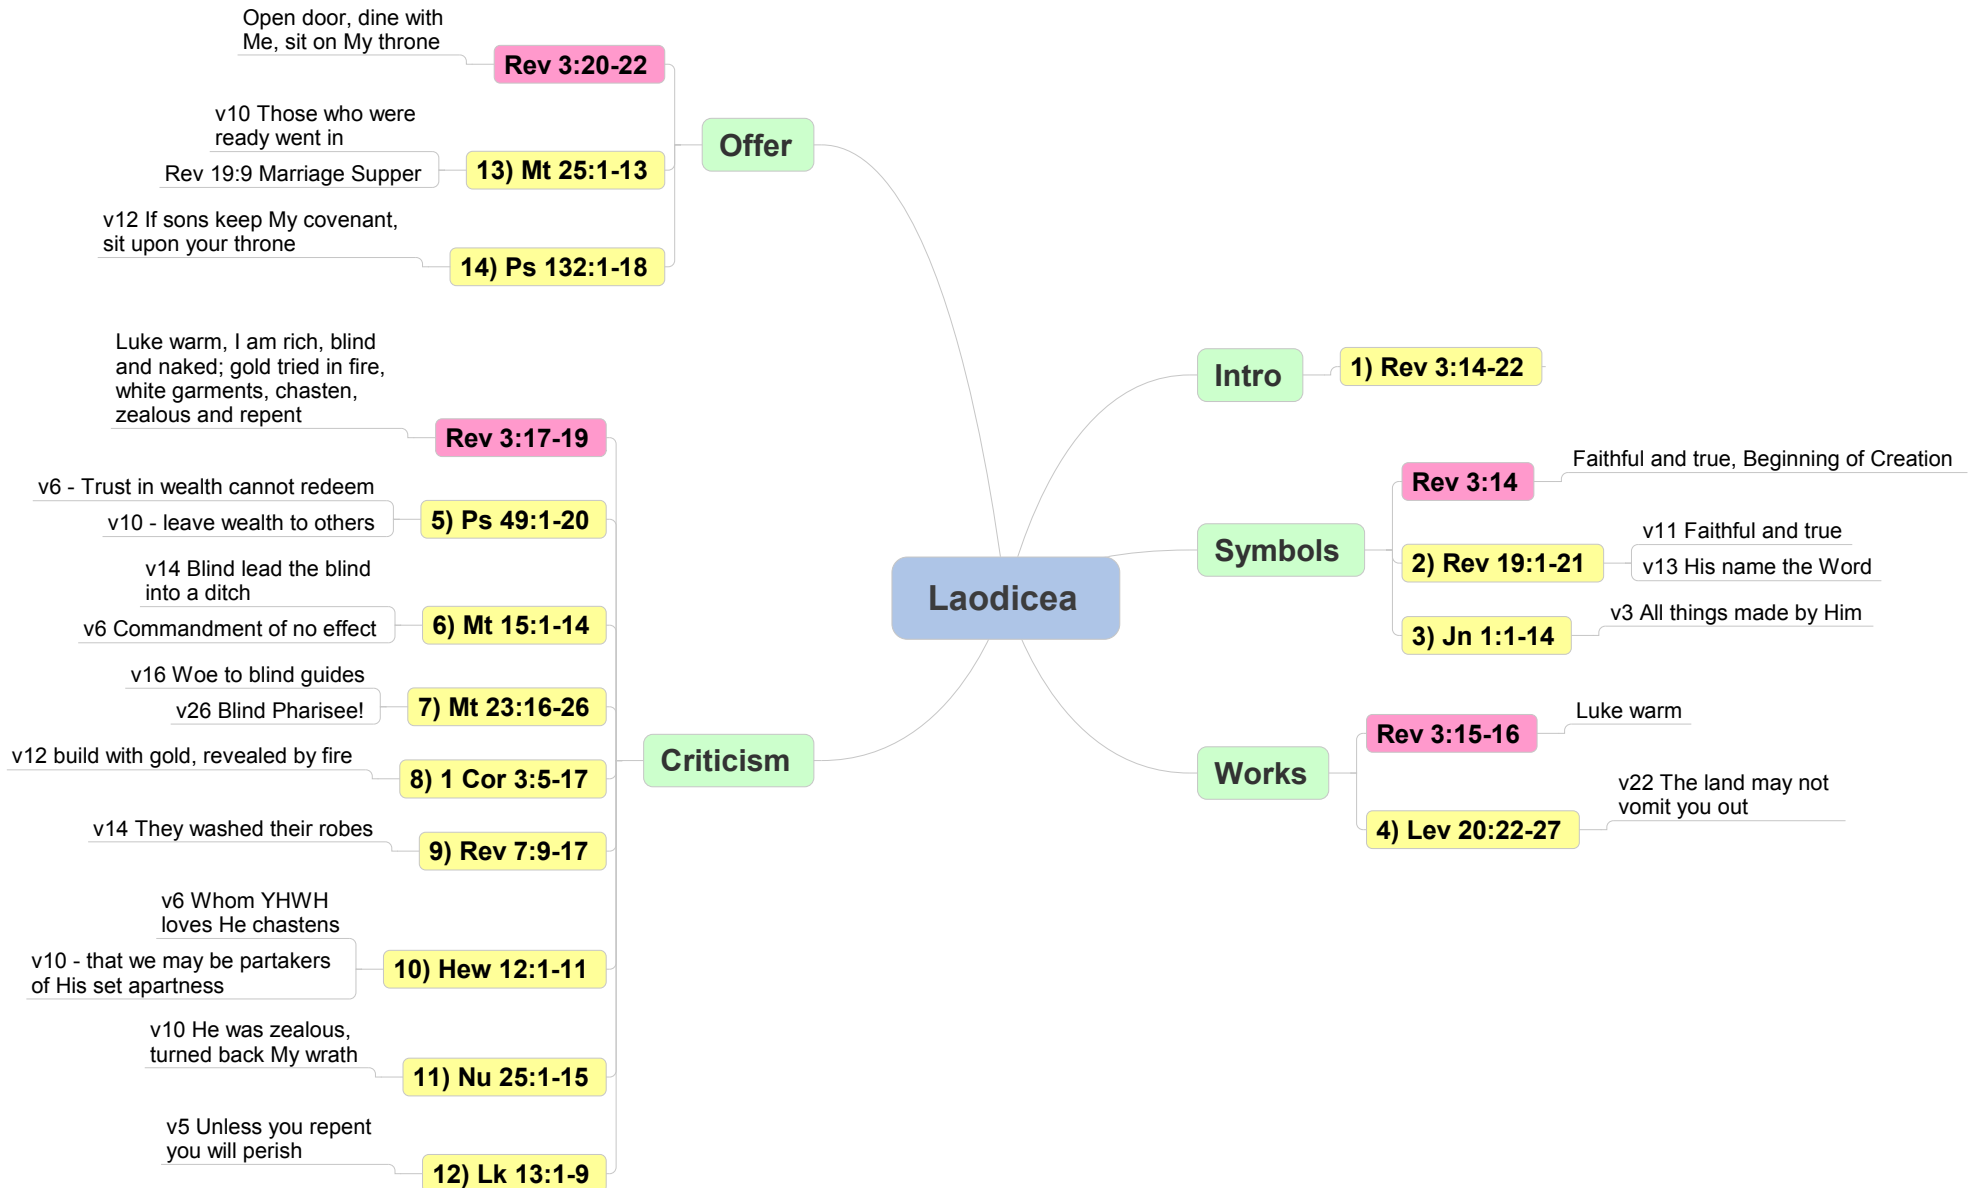 Laodicea
Intro
1) Rev 3:14-22
Symbols
Rev 3:14
Faithful and true, Beginning of Creation
2) Rev 19:1-21
v11 Faithful and true
v13 His name the Word
3) Jn 1:1-14
v3 All things made by Him
Works
Rev 3:15-16
Luke warm
4) Lev 20:22-27
v22 The land may not
vomit you out
Criticism
Rev 3:17-19
Luke warm, I am rich, blind
and naked; gold tried in fire,
white garments, chasten,
zealous and repent
5) Ps 49:1-20
v6 - Trust in wealth cannot redeem
v10 - leave wealth to others
6) Mt 15:1-14
v14 Blind lead the blind
into a ditch
v6 Commandment of no effect
7) Mt 23:16-26
v16 Woe to blind guides
v26 Blind Pharisee!
8) 1 Cor 3:5-17
v12 build with gold, revealed by fire
9) Rev 7:9-17
v14 They washed their robes
10) Hew 12:1-11
v6 Whom YHWH
loves He chastens
v10 - that we may be partakers
of His set apartness
11) Nu 25:1-15
v10 He was zealous,
turned back My wrath
12) Lk 13:1-9
v5 Unless you repent
you will perish
Offer
Rev 3:20-22
Open door, dine with
Me, sit on My throne
13) Mt 25:1-13
v10 Those who were
ready went in
Rev 19:9 Marriage Supper
14) Ps 132:1-18
v12 If sons keep My covenant,
sit upon your throne